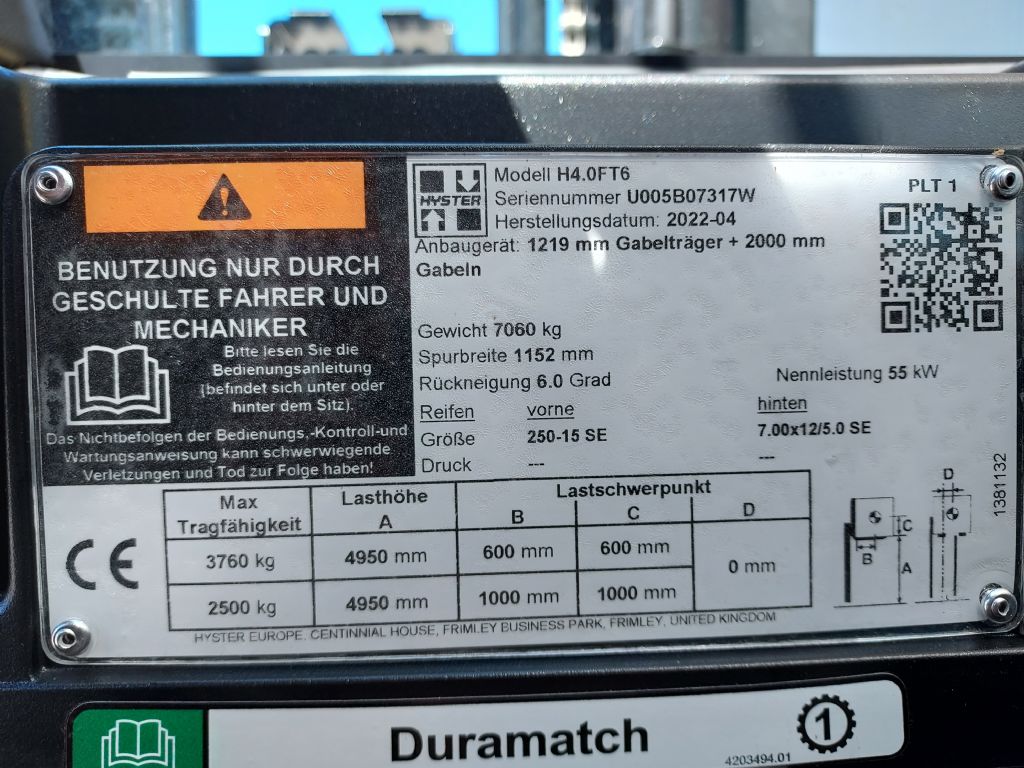 BENUTZUNG NUR DURCH
GESCHULTE FAHRER UND
MECHANIKER
Bitte lesen Sie die
Bedienungsanleitung
(befindet sich unter oder
hinter dem Sitz).
Das Nichtbefolgen der Bedienungs,-Kontroll-und
Wartungsanweisung kann schwerwiegende
Verletzungen und Tod zur Folge haben!
HYSTER
Modell H4.0FT6
Seriennummer U005B07317W
Herstellungsdatum: 2022-04
Anbaugerät: 1219 mm Gabelträger + 2000 mm
Gabeln
PLT 1
Gewicht 7060 kg
Spurbreite 1152 mm
Rückneigung 6.0 Grad
Nennleistung 55 kW
Reifen vorne hinten
Größe 250-15 SE 7.00x12/5.0 SE
Druck --- ---
1381132
Max Tragfähigkeit Lasthöhe A Lastschwerpunkt B C D
3760 kg 4950 mm 600 mm 600 mm 0 mm
2500 kg 4950 mm 1000 mm 1000 mm
D
C
B
A
CE
HYSTER EUROPE, CENTINNIAL HOUSE, FRIMLEY BUSINESS PARK, FRIMLEY, UNITED KINGDOM
Duramatch
4203494.01
1